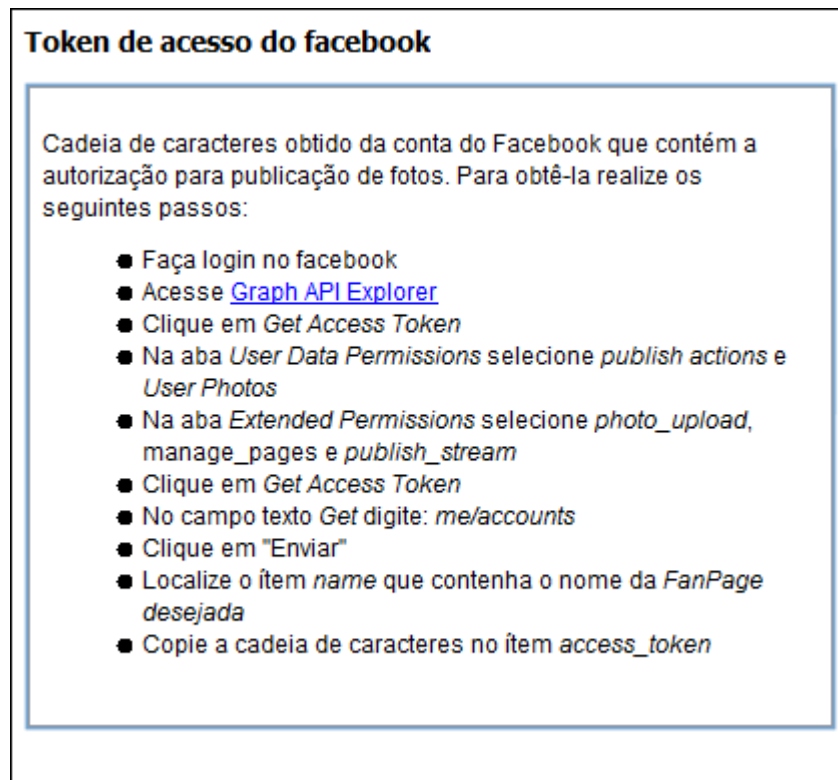 Token de acesso do facebook
Cadeia de caracteres obtido da conta do Facebook que contém a
autorização para publicação de fotos. Para obtê-la realize os
seguintes passos:
● Faça login no facebook
● Acesse Graph API Explorer
● Clique em Get Access Token
● Na aba User Data Permissions selecione publish actions e
User Photos
● Na aba Extended Permissions selecione photo_upload,
manage_pages e publish_stream
● Clique em Get Access Token
● No campo texto Get digite: me/accounts
● Clique em "Enviar"
● Localize o ítem name que contenha o nome da FanPage
desejada
● Copie a cadeia de caracteres no ítem access_token